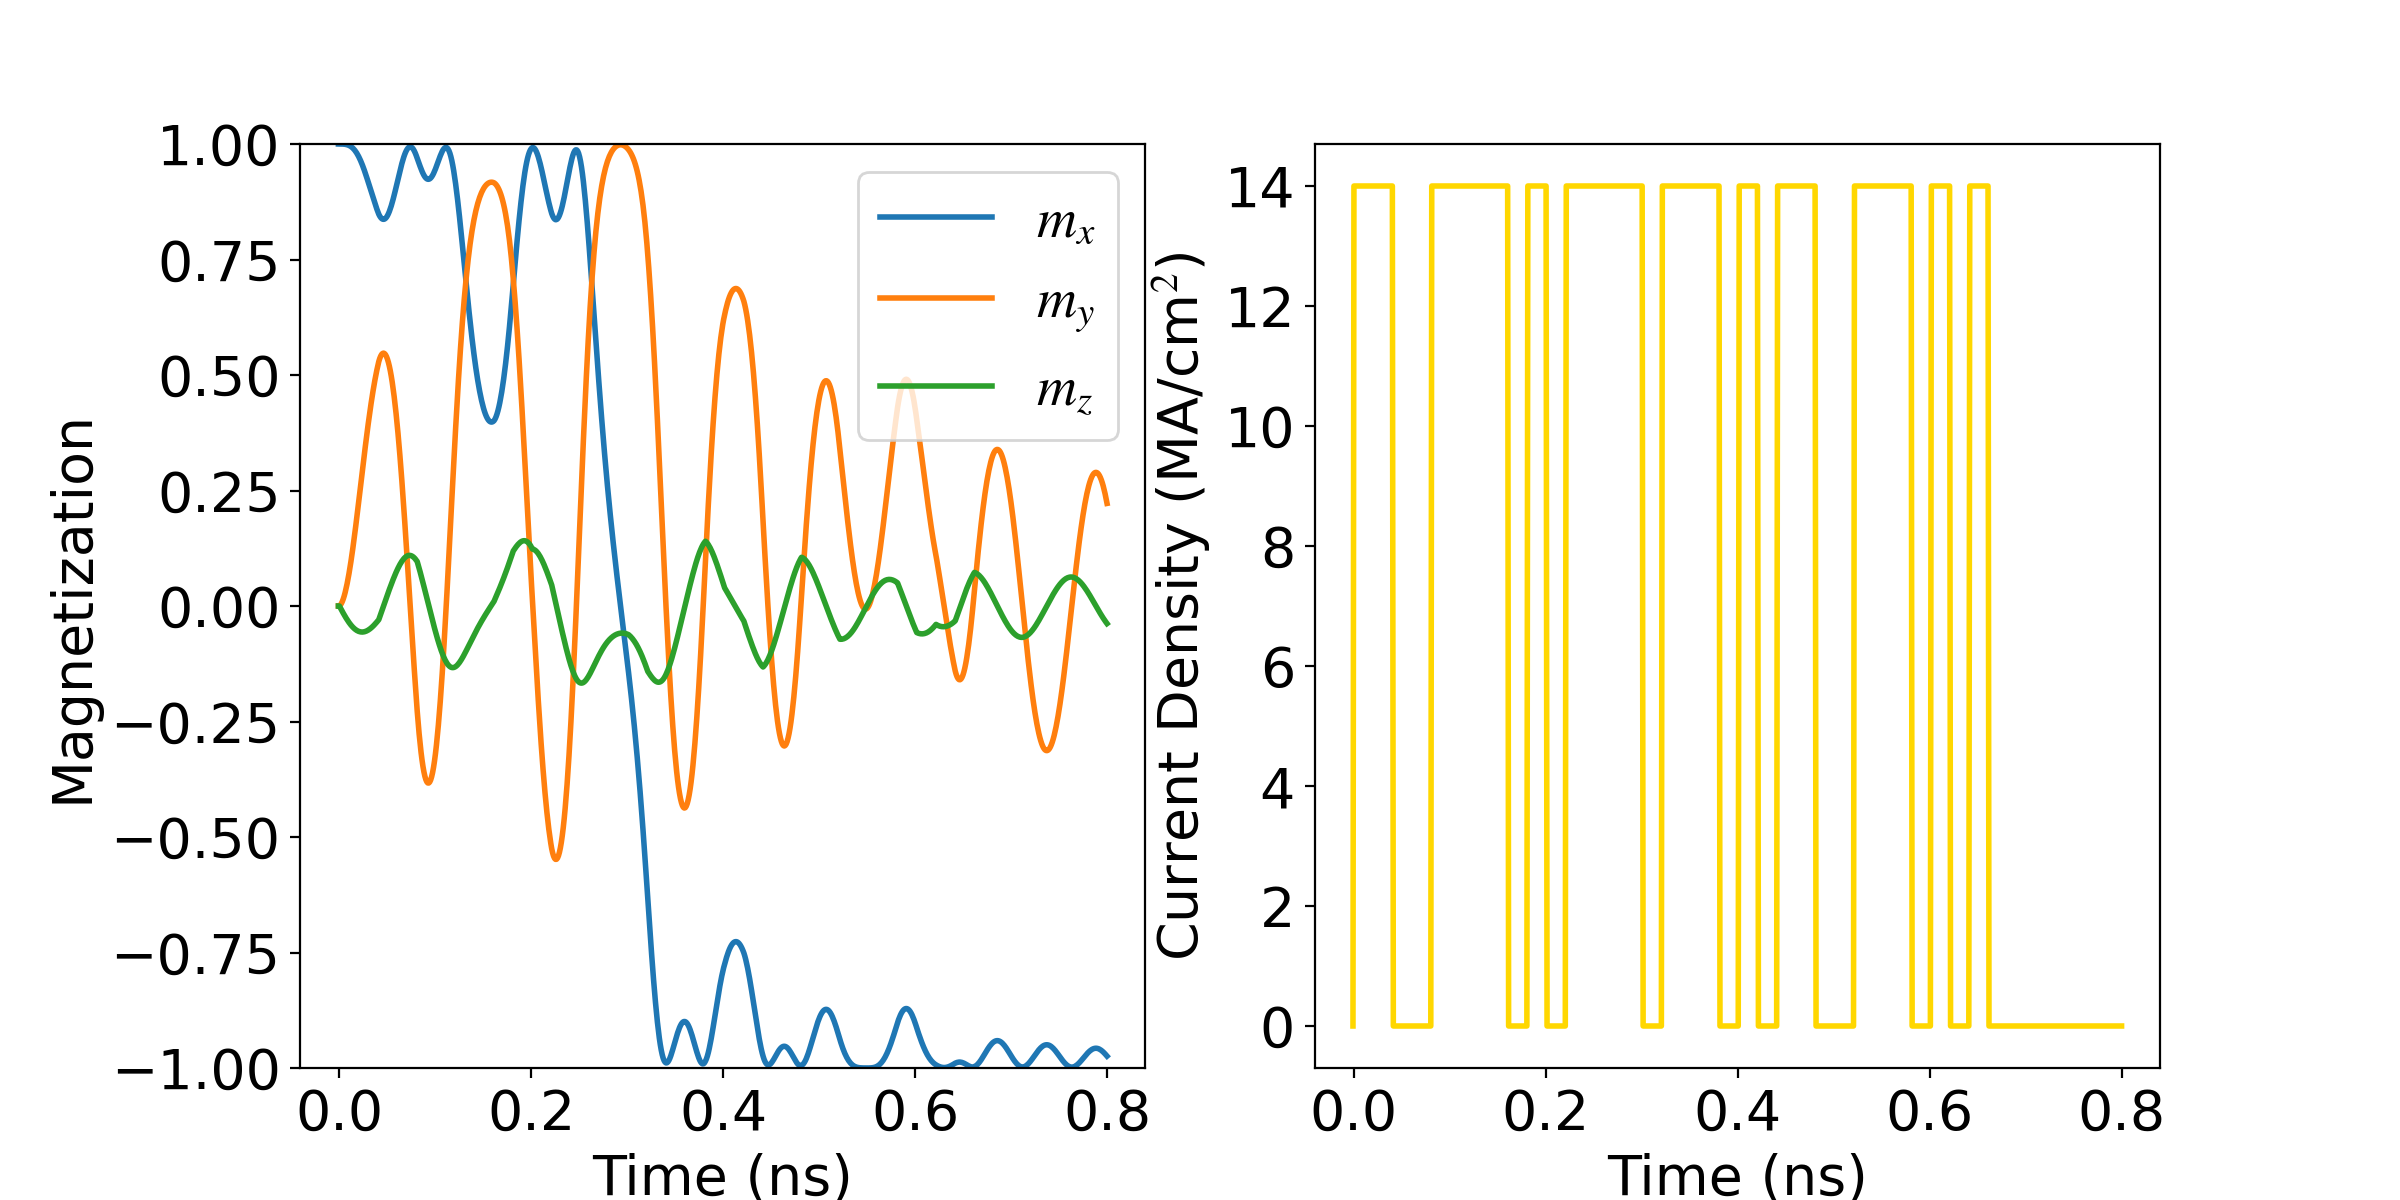 Magnetization
1.00
0.75
0.50
0.25
0.00
−0.25
−0.50
−0.75
−1.00
0.0 0.2 0.4 0.6 0.8
Time (ns)
m_x
m_y
m_z
Current Density (MA/cm²)
14
12
10
8
6
4
2
0
0.0 0.2 0.4 0.6 0.8
Time (ns)